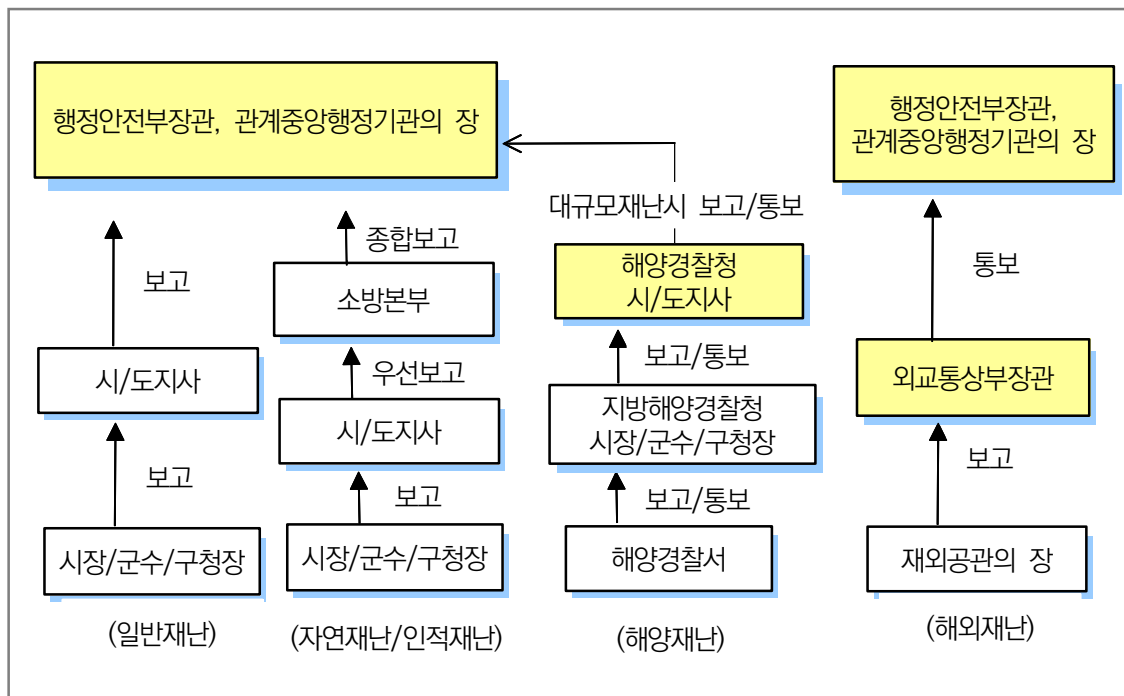 행정안전부장관, 관계중앙행정기관의 장
행정안전부장관,
관계중앙행정기관의 장
대규모재난시 보고/통보
종합보고
보고
소방본부
해양경찰청
시/도지사
통보
시/도지사
우선보고
보고/통보
외교통상부장관
시/도지사
지방해양경찰청
시장/군수/구청장
보고
보고
보고/통보
보고
시장/군수/구청장
시장/군수/구청장
해양경찰서
재외공관의 장
(일반재난)
(자연재난/인적재난)
(해양재난)
(해외재난)